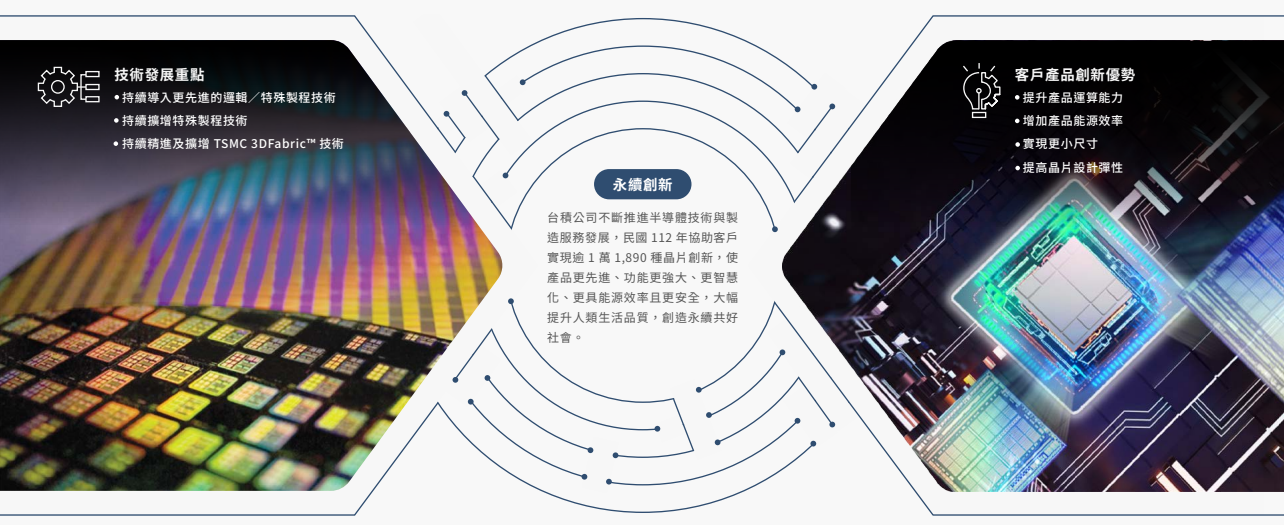 技術發展重點
•持續導入更先進的邏輯／特殊製程技術
•持續擴增特殊製程技術
•持續精進及擴增 TSMC 3DFabric™ 技術
永續創新
台積公司不斷推進半導體技術與製
造服務發展，民國 112 年協助客戶
實現逾 1 萬 1,890 種晶片創新，使
產品更先進、功能更強大、更智慧
化、更具能源效率且更安全，大幅
提升人類生活品質，創造永續共好
社會。
客戶產品創新優勢
•提升產品運算能力
•增加產品能源效率
•實現更小尺寸
•提高晶片設計彈性